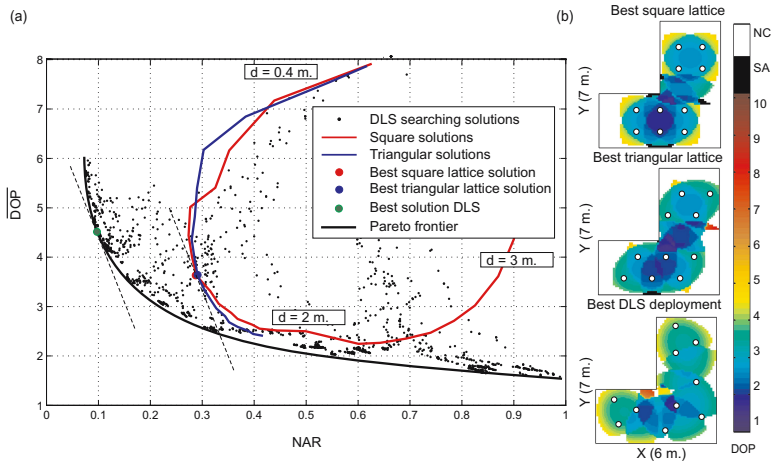 (a)
8
7
6
5
4
3
2
1
DOP
0
0.1
0.2
0.3
0.4
0.5
0.6
0.7
0.8
0.9
1
NAR
d = 0.4 m.
d = 2 m.
d = 3 m.
DLS searching solutions
Square solutions
Triangular solutions
Best square lattice solution
Best triangular lattice solution
Best solution DLS
Pareto frontier
(b)
Best square lattice
Y (7 m.)
Best triangular lattice
Y (7 m.)
Best DLS deployment
Y (7 m.)
X (6 m.)
NC
SA
10
9
8
7
6
5
4
3
2
1
DOP